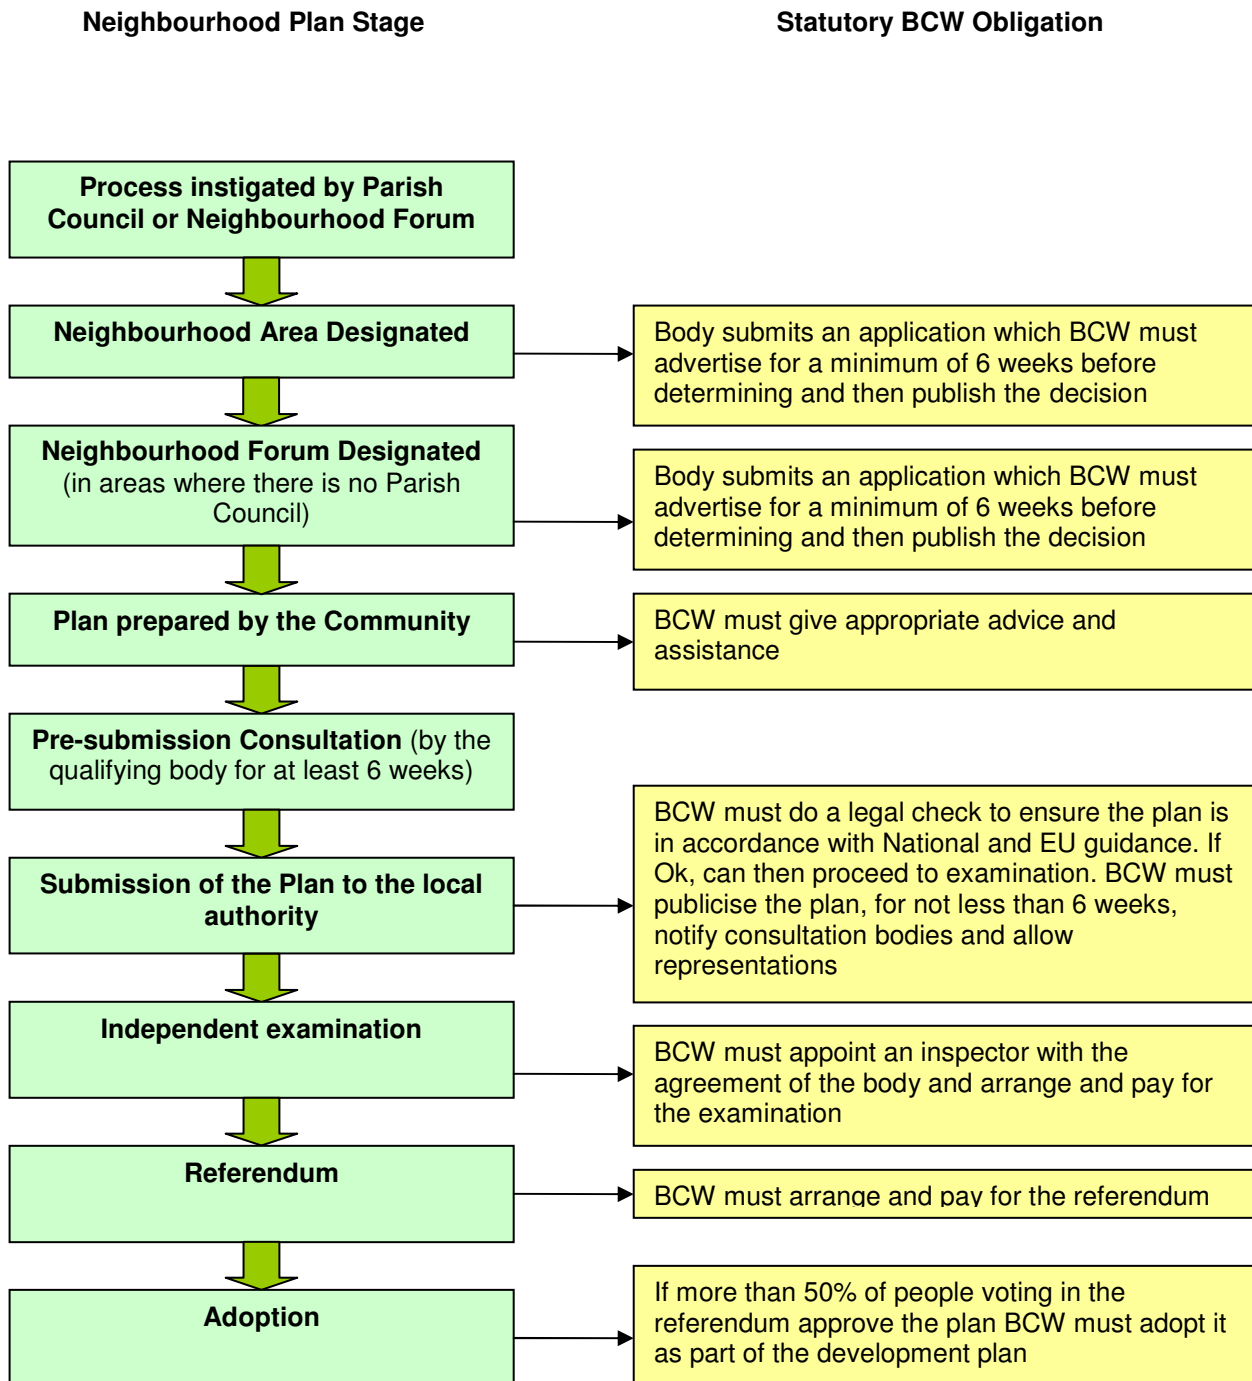 Neighbourhood Plan Stage
Statutory BCW Obligation
Process instigated by Parish
Council or Neighbourhood Forum
Neighbourhood Area Designated
Body submits an application which BCW must
advertise for a minimum of 6 weeks before
determining and then publish the decision
Neighbourhood Forum Designated
(in areas where there is no Parish
Council)
Body submits an application which BCW must
advertise for a minimum of 6 weeks before
determining and then publish the decision
Plan prepared by the Community
BCW must give appropriate advice and
assistance
Pre-submission Consultation (by the
qualifying body for at least 6 weeks)
Submission of the Plan to the local
authority
BCW must do a legal check to ensure the plan is
in accordance with National and EU guidance. If
Ok, can then proceed to examination. BCW must
publicise the plan, for not less than 6 weeks,
notify consultation bodies and allow
representations
Independent examination
BCW must appoint an inspector with the
agreement of the body and arrange and pay for
the examination
Referendum
BCW must arrange and pay for the referendum
Adoption
If more than 50% of people voting in the
referendum approve the plan BCW must adopt it
as part of the development plan